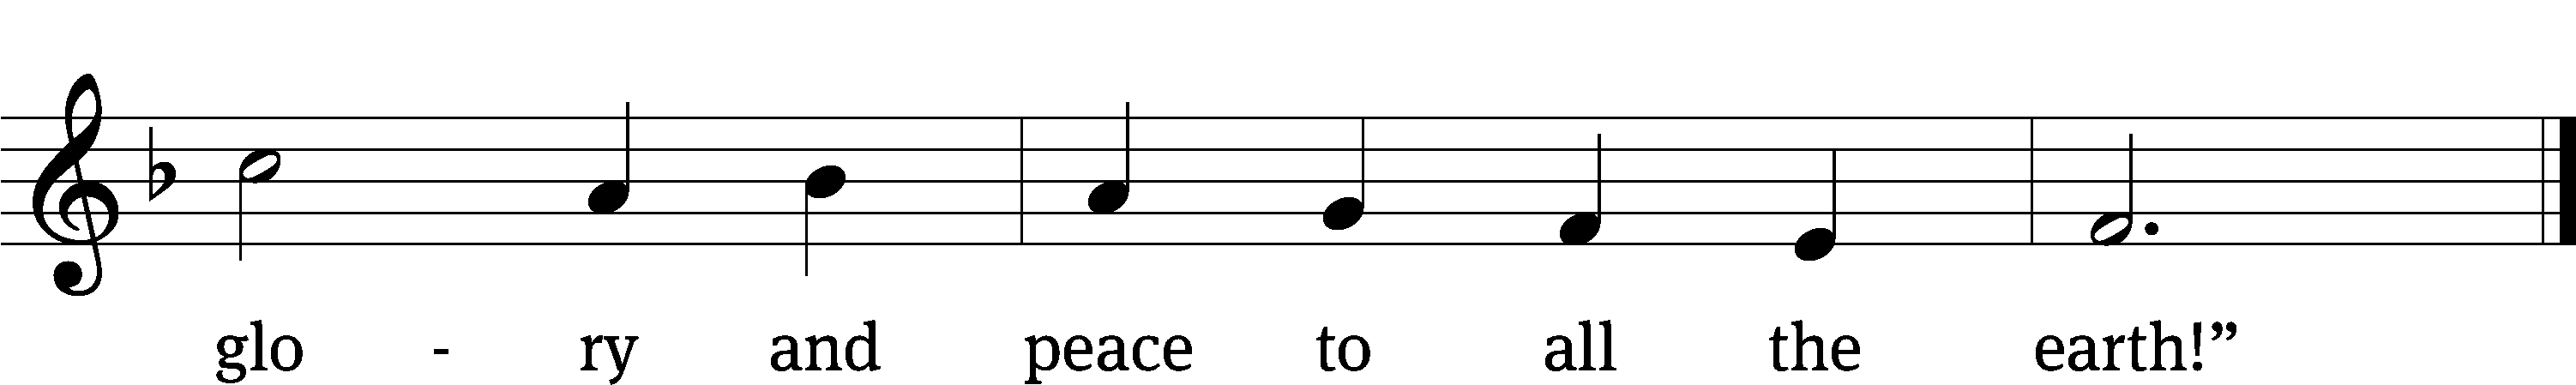 glo - ry and peace to all the earth!”